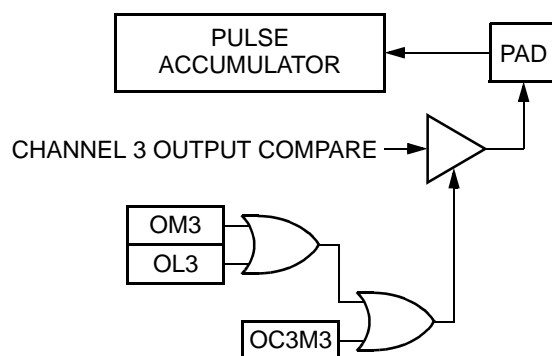 PULSE
ACCUMULATOR
PAD
CHANNEL 3 OUTPUT COMPARE
OM3
OL3
OC3M3